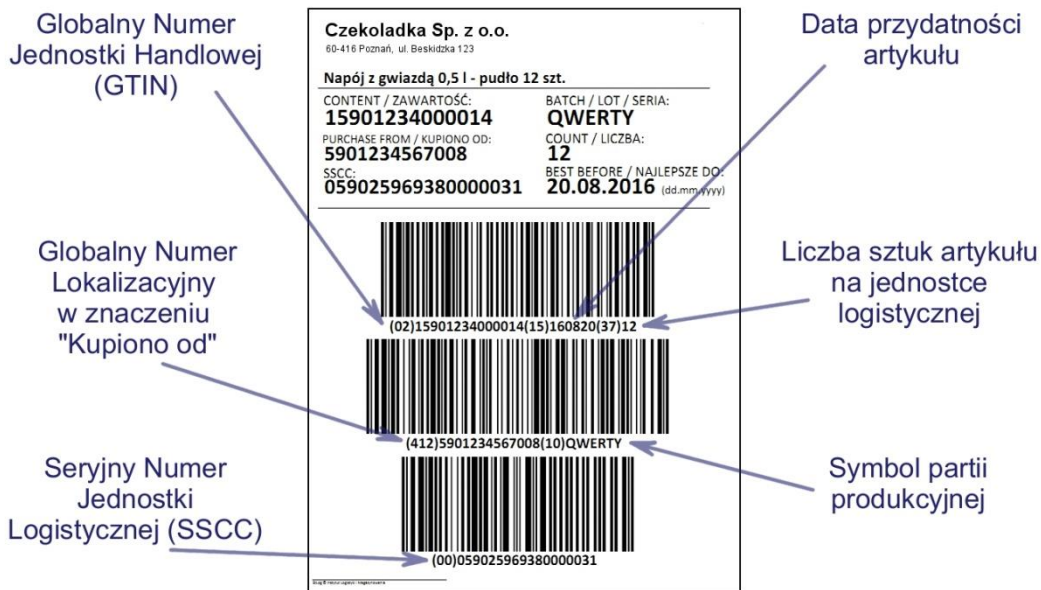 Globalny Numer
Jednostki Handlowej
(GTIN)
Globalny Numer
Lokalizacyjny
w znaczeniu
"Kupiono od"
Seryjny Numer
Jednostki
Logistycznej (SSCC)
Czekoladka Sp. z o.o.
60-416 Poznań, ul. Beskidzka 123
Napój z gwiazdą 0,5 l - pudło 12 szt.
CONTENT / ZAWARTOŚĆ:
15901234000014
BATCH / LOT / SERIA:
QWERTY
PURCHASE FROM / KUPIONO OD:
5901234567008
COUNT / LICZBA:
12
SSCC:
059025969380000031
BEST BEFORE / NAJLEPSZE DO:
20.08.2016 (dd.mm.yyyy)
(02)15901234000014(15)160820(37)12
(412)5901234567008(10)QWERTY
(00)059025969380000031
Data przydatności
artykułu
Liczba sztuk artykułu
na jednostce
logistycznej
Symbol partii
produkcyjnej